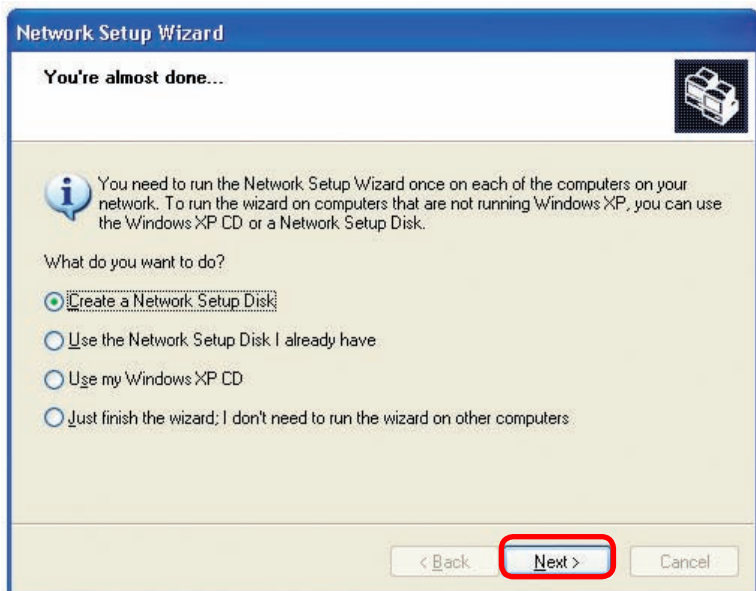 Network Setup Wizard
You're almost done...
You need to run the Network Setup Wizard once on each of the computers on your
network. To run the wizard on computers that are not running Windows XP, you can use
the Windows XP CD or a Network Setup Disk.
What do you want to do?
Create a Network Setup Disk
Use the Network Setup Disk I already have
Use my Windows XP CD
Just finish the wizard; I don't need to run the wizard on other computers
< Back Next > Cancel